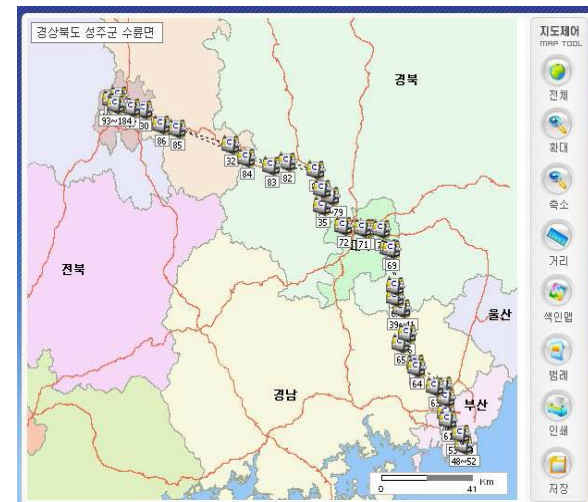 경상북도 성주군 수륜면
지도제어
MAP TOOL
전체
확대
축소
거리
색인맵
범례
인쇄
저장
경북
전북
울산
경남
부산
93~184
30
86
85
32
84
83
82
79
35
72
71
69
65
64
61
48~52
0
41
Km